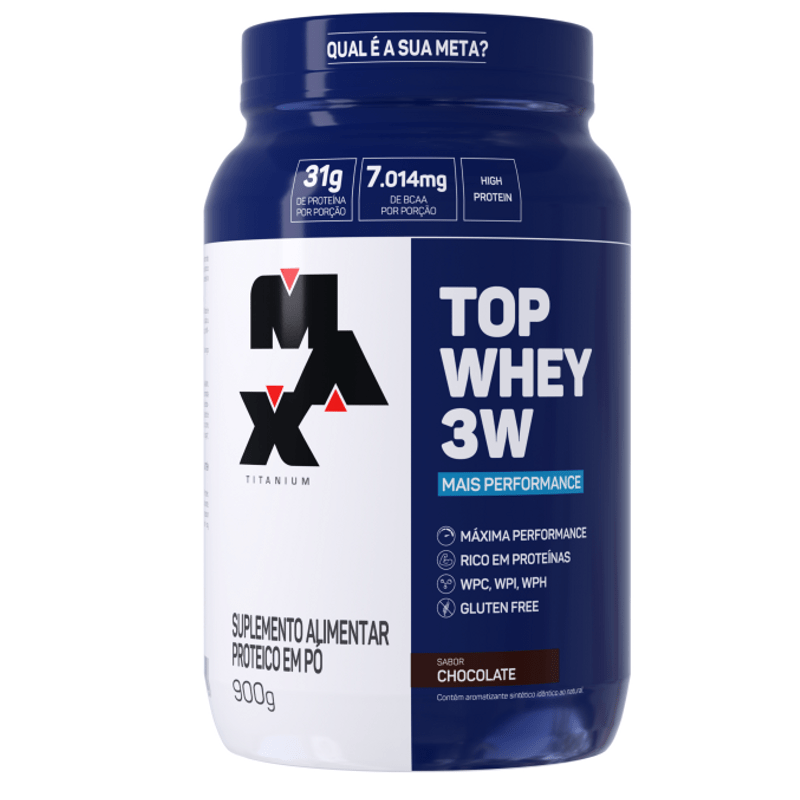 QUAL É A SUA META?
31g
DE PROTEÍNA
POR PORÇÃO
7.014mg
DE BCAA
POR PORÇÃO
HIGH
PROTEIN
MAX
TITANIUM
TOP
WHEY
3W
MAIS PERFORMANCE
MÁXIMA PERFORMANCE
RICO EM PROTEÍNAS
WPC, WPI, WPH
GLUTEN FREE
SUPLEMENTO ALIMENTAR
PROTEICO EM PÓ
900g
SABOR
CHOCOLATE
Contém aromatizante sintético idêntico ao natural.